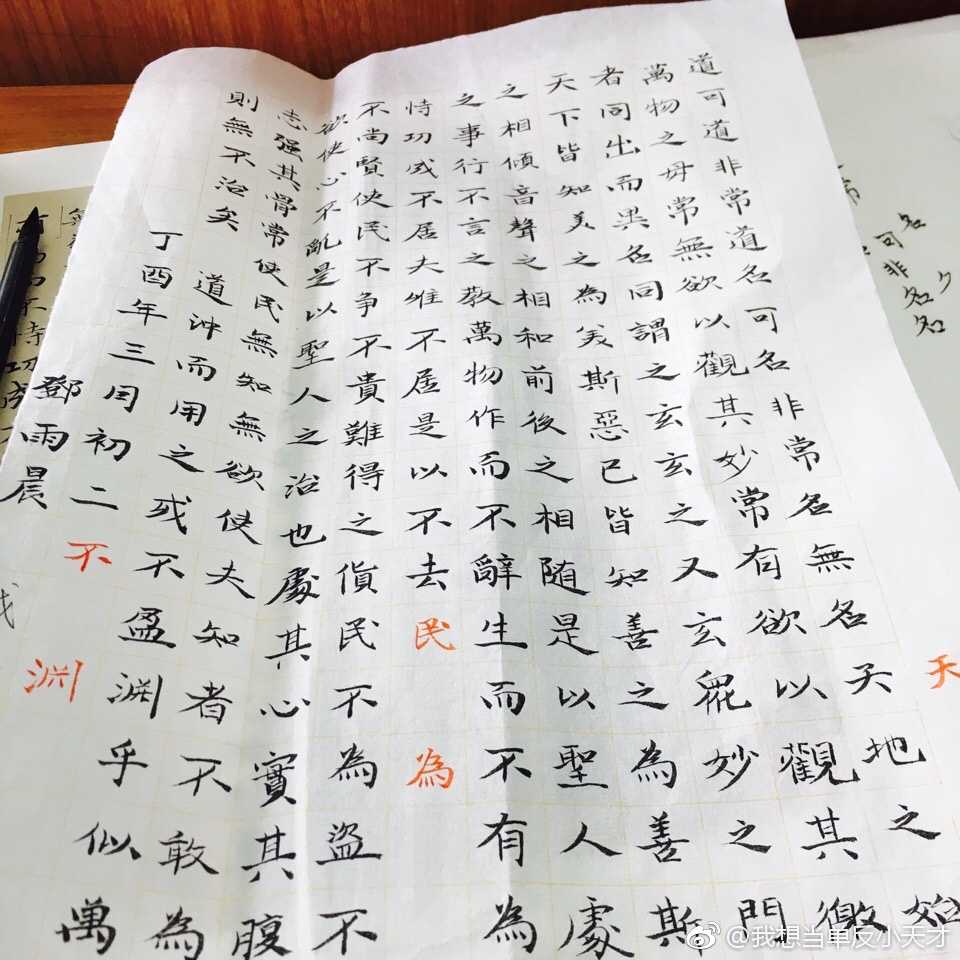 天
道可道非常道名可名非常名無名天地之始
萬物之母常無欲以觀其妙常有欲以觀其徼
者同出而異名同謂之玄玄之又玄衆妙之門
天下皆知美之為美斯惡已皆知善之為善斯
之相傾音聲之相和前後之相随是以聖人處
之事行不言之教萬物作而不辭生而不有為
恃功成不居夫惟不居是以不去
民
為
不尚賢使民不争不貴難得之貨民不為盜不
欲使心不亂是以聖人之治也處其心實其腹
志强其骨常使民無知無欲使夫知者不敢為
則無不治矣 道沖而用之或不盈淵乎似萬
丁酉年三月初二
不
鄧雨晨
淵
@我想当单反小天才